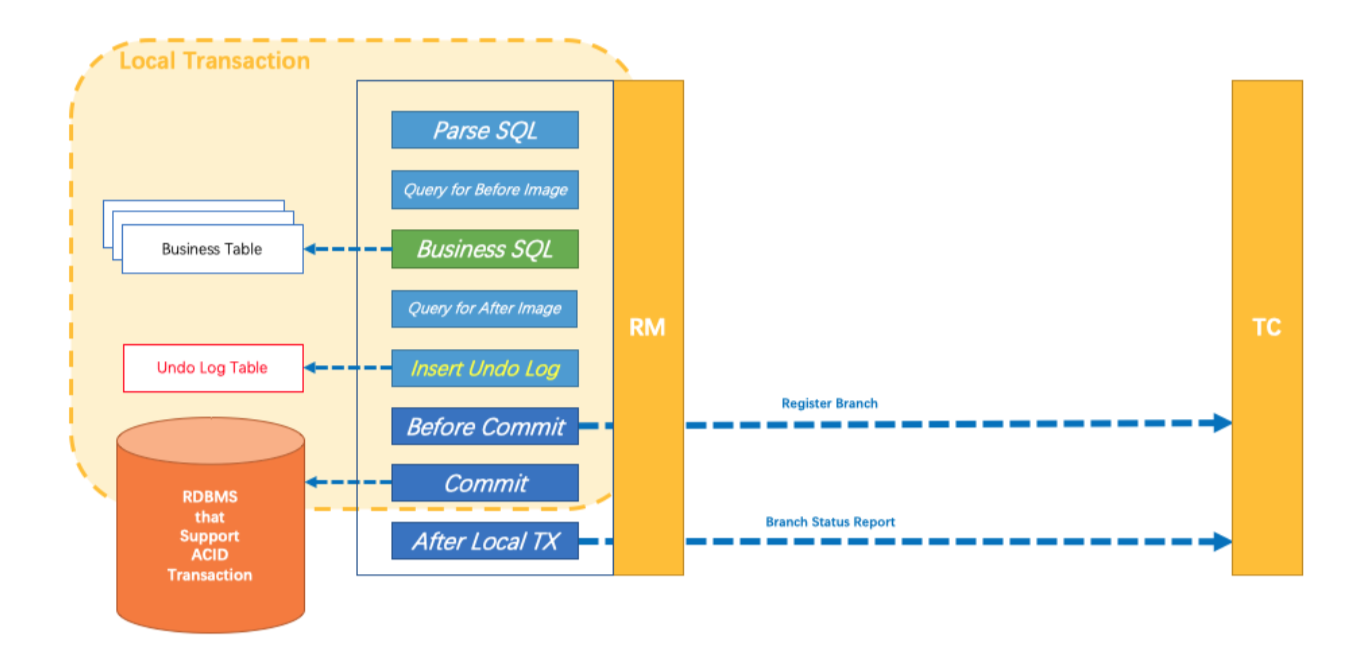 Local Transaction
Parse SQL
Query for Before Image
Business Table
Business SQL
Query for After Image
RM
TC
Undo Log Table
Insert Undo Log
Register Branch
Before Commit
Commit
RDBMS
that
Support
ACID
Transaction
Branch Status Report
After Local TX